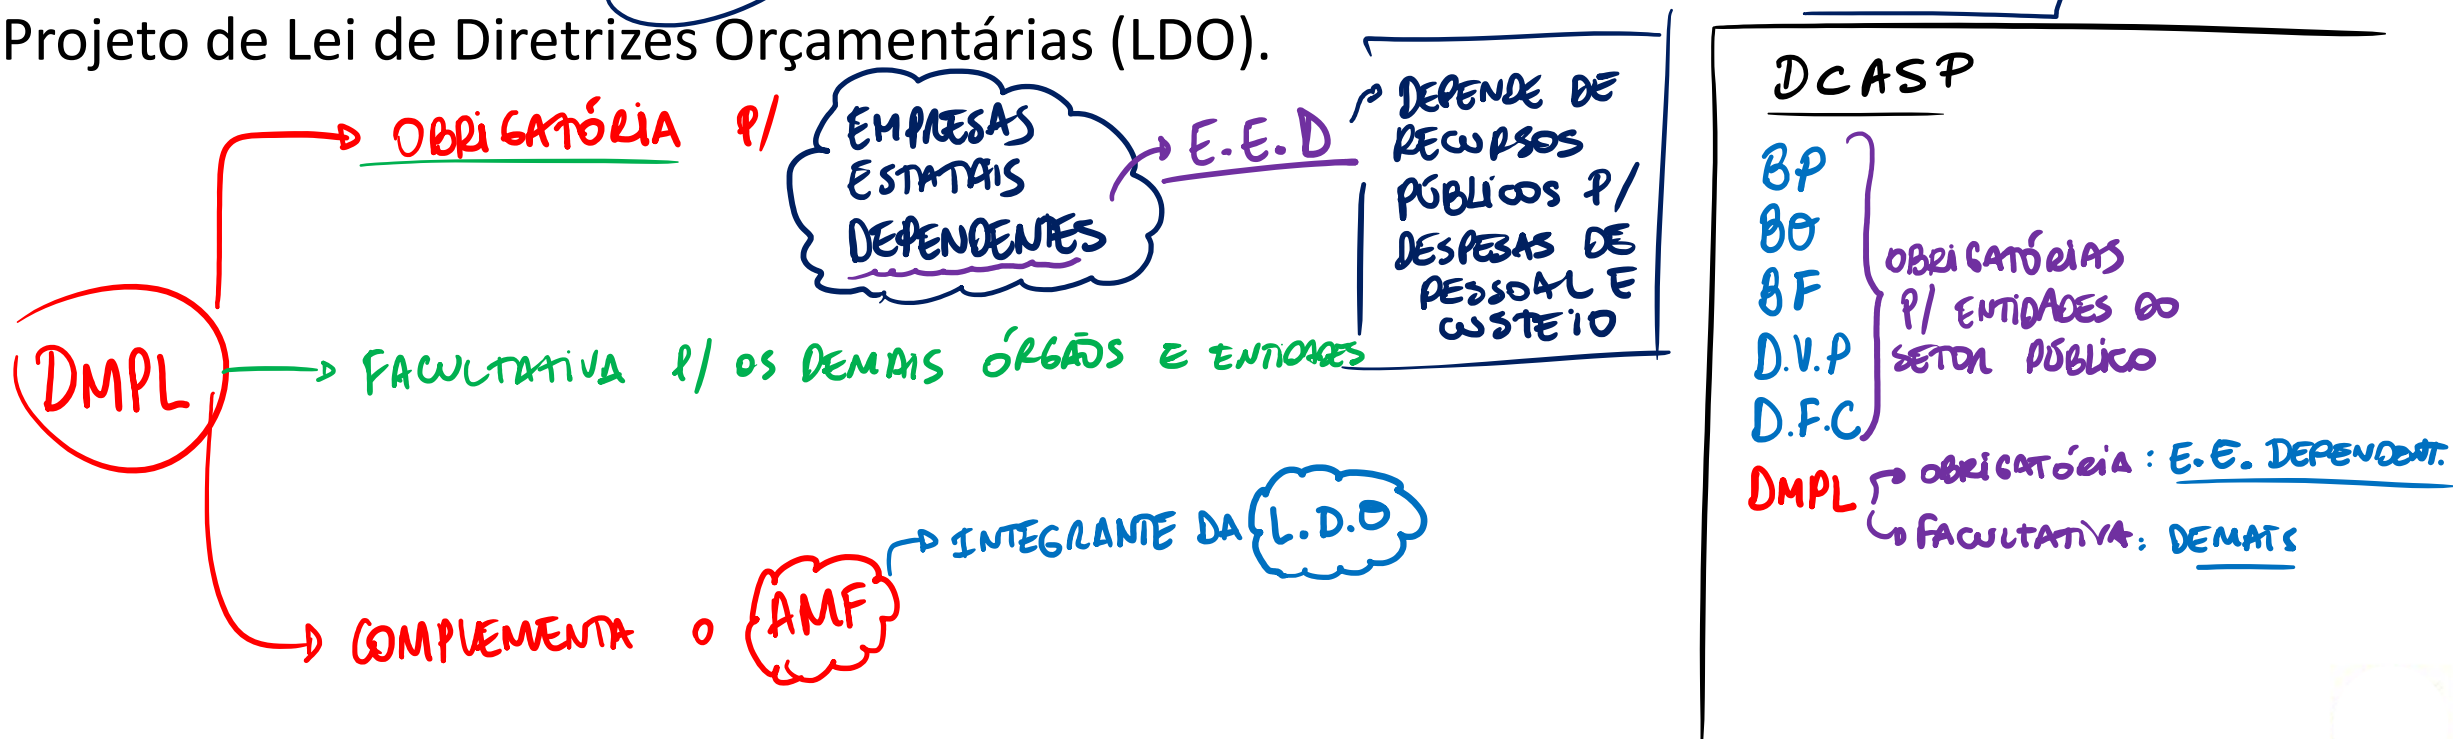 Projeto de Lei de Diretrizes Orçamentárias (LDO).
OBRIGATÓRIA P/
EMPRESAS
ESTATAIS
DEPENDENTES
E.E.D
DEPENDE DE
RECURSOS
PÚBLICOS P/
DESPESAS DE
PESSOAL E
CUSTEIO
DMPL
FACULTATIVA P/ OS DEMAIS ÓRGÃOS E ENTIDADES
COMPLEMENTA O AMF
INTEGRANTE DA L.D.O
DCASP
BP
BO
BF
D.V.P
D.F.C
OBRIGATÓRIAS
P/ ENTIDADES DO
SETOR PÚBLICO
DMPL
OBRIGATÓRIA: E.E. DEPENDENT.
FACULTATIVA: DEMAIS